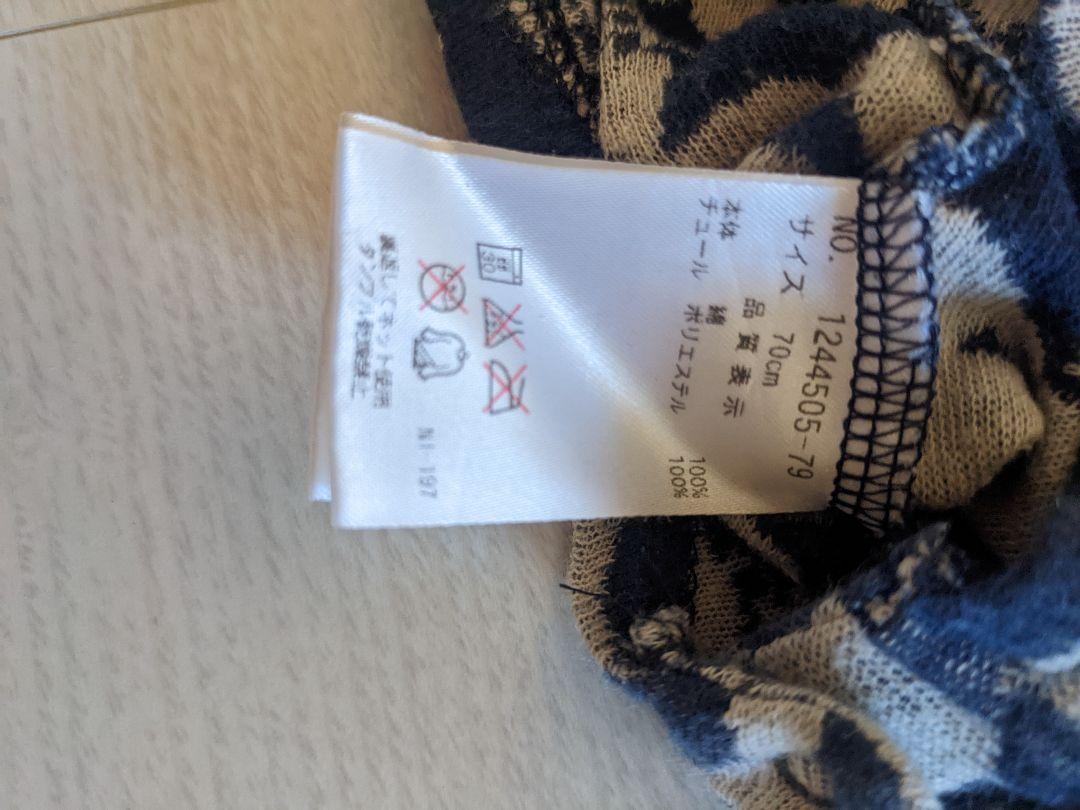 NO. 1244505-79
サイズ 70cm
品質表示
本体 綿 100%
チュール ポリエステル 100%
弱 30
裏返してネット使用
タンブル乾燥禁止
NI-197